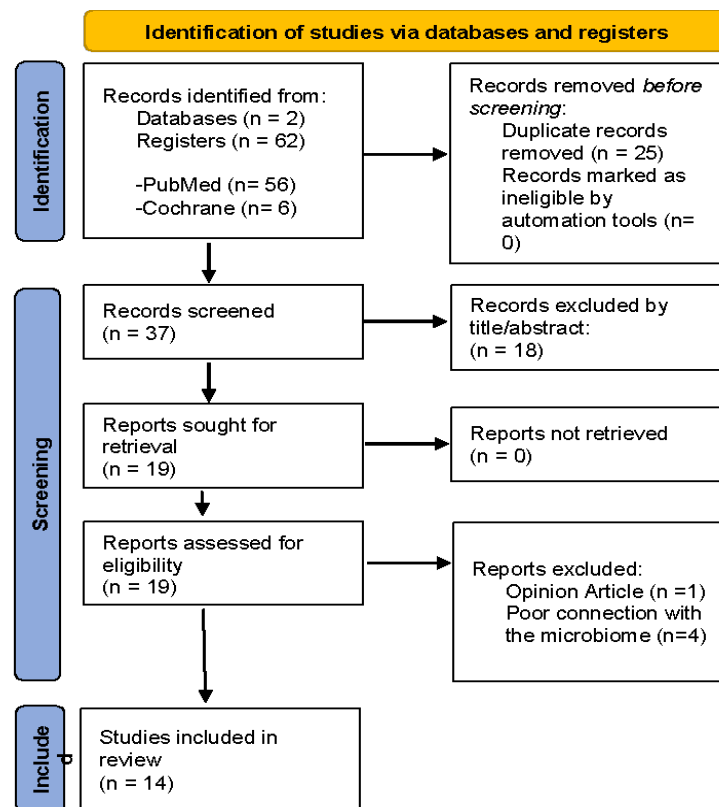 Identification of studies via databases and registers
Identification
Records identified from:
Databases (n = 2)
Registers (n = 62)
-PubMed (n= 56)
-Cochrane (n= 6)
Records removed before
screening:
Duplicate records
removed (n = 25)
Records marked as
ineligible by
automation tools (n=
0)
Screening
Records screened
(n = 37)
Records excluded by
title/abstract:
(n = 18)
Reports sought for
retrieval
(n = 19)
Reports not retrieved
(n = 0)
Reports assessed for
eligibility
(n = 19)
Reports excluded:
Opinion Article (n =1)
Poor connection with
the microbiome (n=4)
Include
d
Studies included in
review
(n = 14)